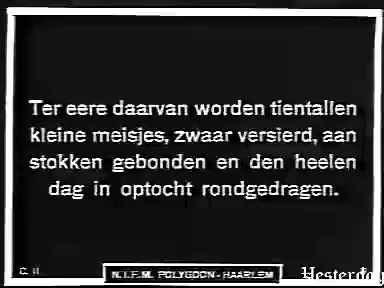 Ter eere daarvan worden tientallen
kleine meisjes, zwaar versierd, aan
stokken gebonden en den heelen
dag in optocht rondgedragen.
C. II
N.I.F.M. POLYGOON - HAARLEM
Yesterday